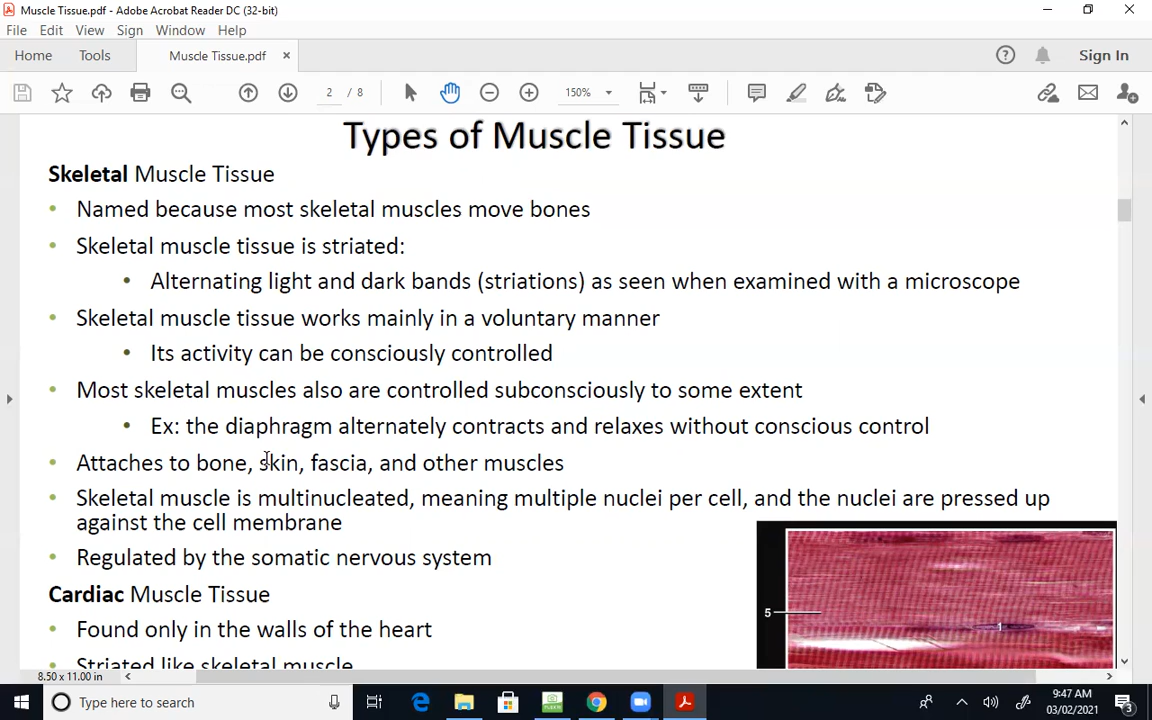 Muscle Tissue.pdf - Adobe Acrobat Reader DC (32-bit)
File Edit View Sign Window Help
Home Tools Muscle Tissue.pdf × Sign In
2 / 8 150%
Types of Muscle Tissue
Skeletal Muscle Tissue
• Named because most skeletal muscles move bones
• Skeletal muscle tissue is striated:
• Alternating light and dark bands (striations) as seen when examined with a microscope
• Skeletal muscle tissue works mainly in a voluntary manner
• Its activity can be consciously controlled
• Most skeletal muscles also are controlled subconsciously to some extent
• Ex: the diaphragm alternately contracts and relaxes without conscious control
• Attaches to bone, skin, fascia, and other muscles
• Skeletal muscle is multinucleated, meaning multiple nuclei per cell, and the nuclei are pressed up
against the cell membrane
• Regulated by the somatic nervous system
Cardiac Muscle Tissue
5
• Found only in the walls of the heart
1
• Striated like skeletal muscle
8.50 x 11.00 in
Type here to search
9:47 AM
03/02/2021
3